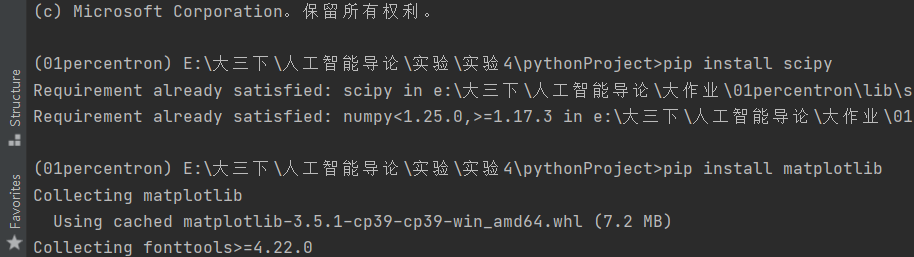 (c) Microsoft Corporation。保留所有权利。
(01percentron) E:\大三下\人工智能导论\实验\实验4\pythonProject>pip install scipy
Requirement already satisfied: scipy in e:\大三下\人工智能导论\大作业\01percentron\lib\s
Requirement already satisfied: numpy<1.25.0,>=1.17.3 in e:\大三下\人工智能导论\大作业\01
(01percentron) E:\大三下\人工智能导论\实验\实验4\pythonProject>pip install matplotlib
Collecting matplotlib
Using cached matplotlib-3.5.1-cp39-cp39-win_amd64.whl (7.2 MB)
Collecting fonttools>=4.22.0
Structure
Favorites